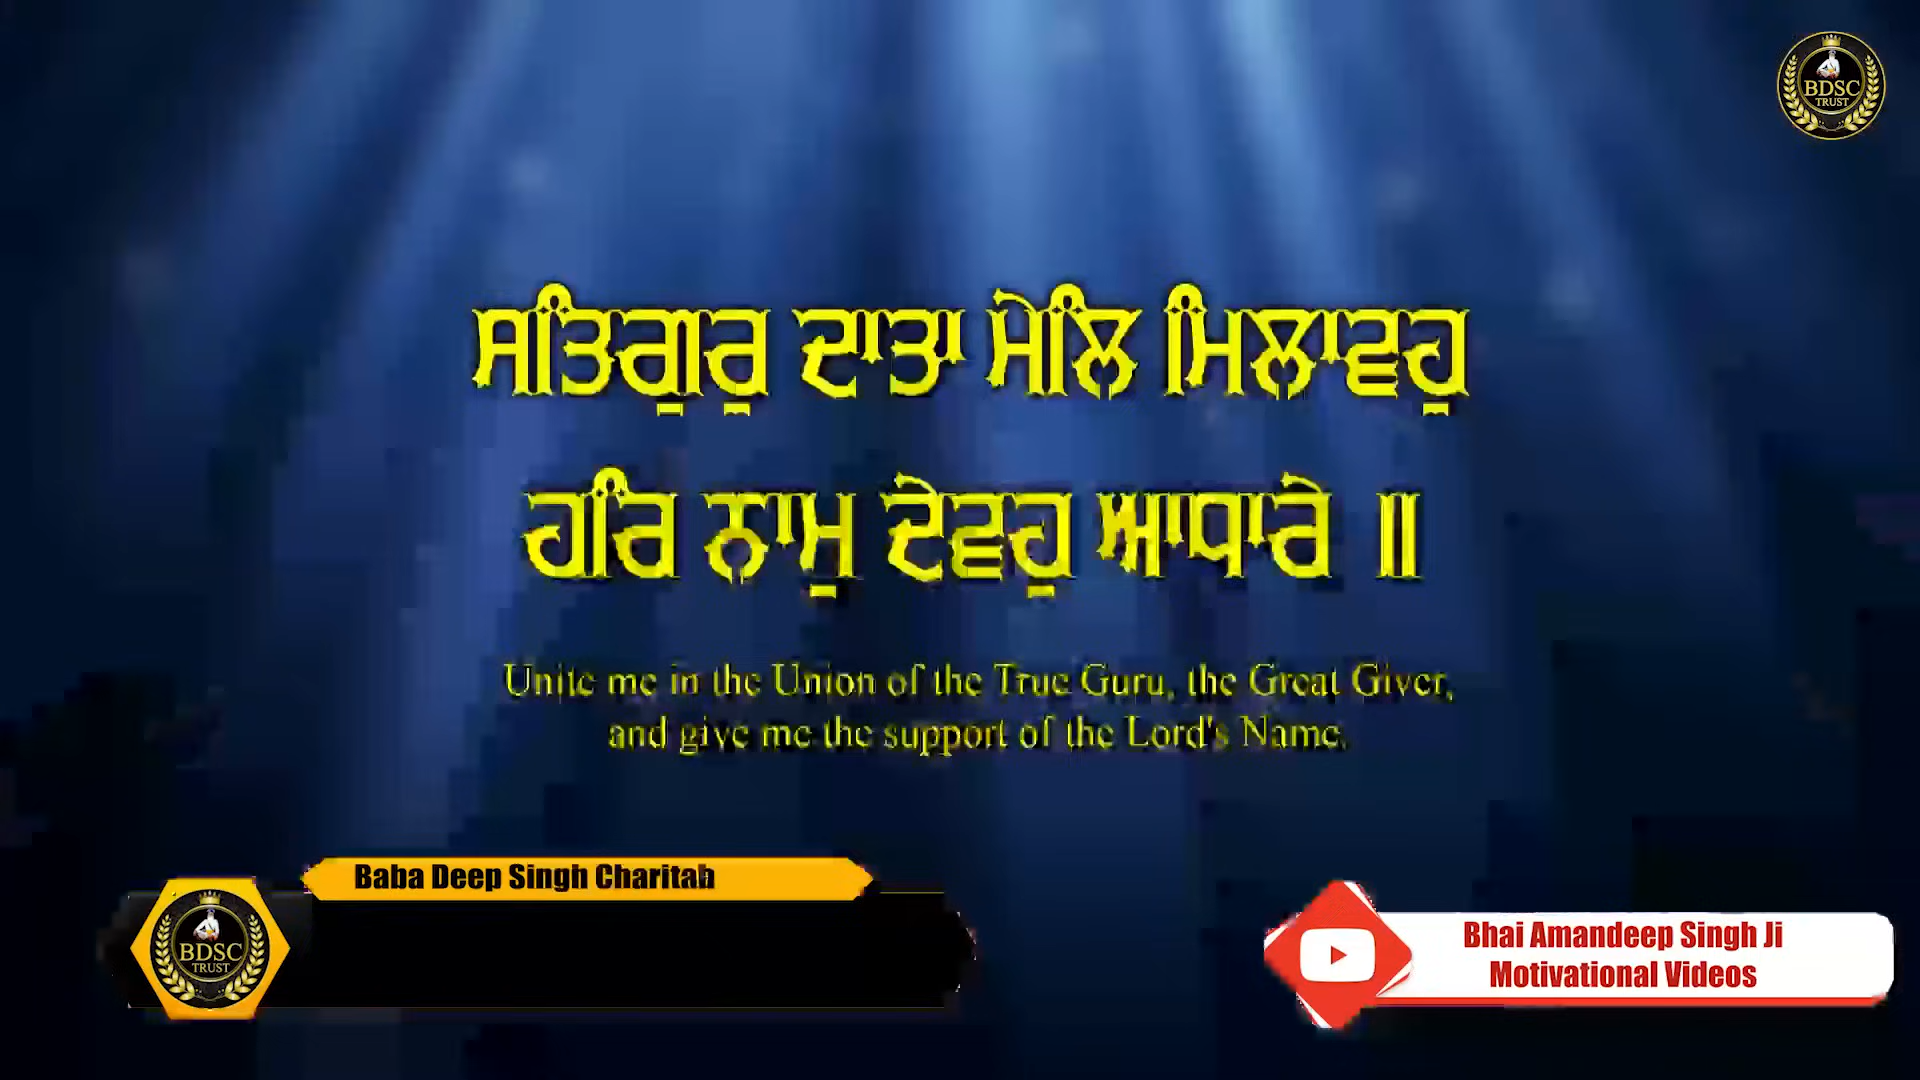 BDSC
TRUST
ਸਤਿਗੁਰੁ ਦਾਤਾ ਮੇਲਿ ਮਿਲਾਵਹੁ
ਹਰਿ ਨਾਮੁ ਦੇਵਹੁ ਆਧਾਰੇ ॥
Unite me in the Union of the True Guru, the Great Giver,
and give me the support of the Lord's Name.
Baba Deep Singh Charitab
BDSC
TRUST
Bhai Amandeep Singh Ji
Motivational Videos